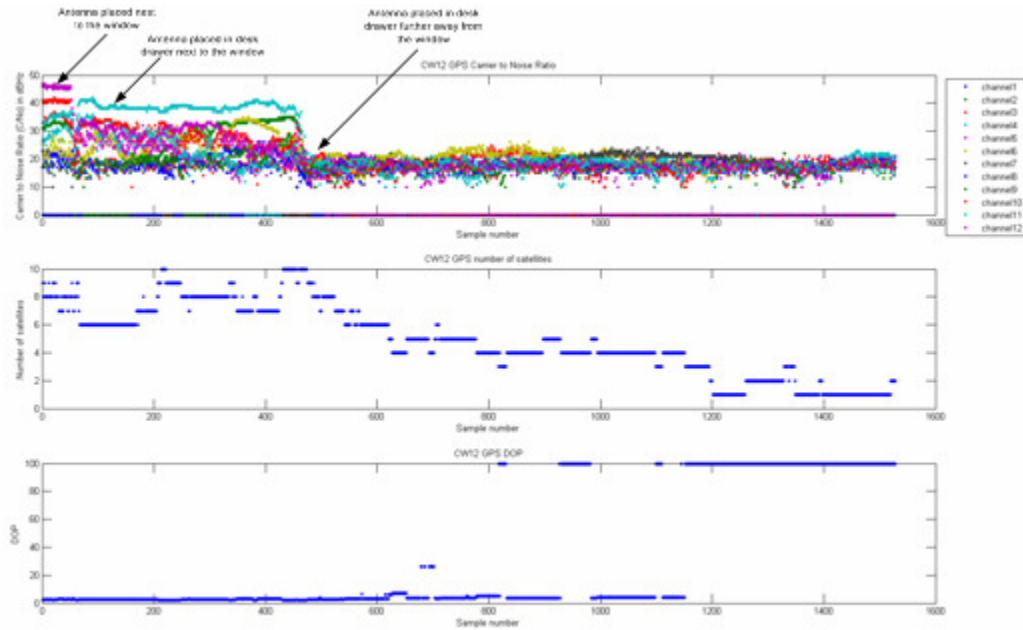 Antenna placed next
to the window
Antenna placed in desk
drawer next to the window
Antenna placed in desk
drawer further away from
the window
CW12 GPS Carrier to Noise Ratio
Carrier to Noise Ratio (C/No) in dBHz
50
40
30
20
10
0
0 200 400 600 800 1000 1200 1400 1600
Sample number
channel1
channel2
channel3
channel4
channel5
channel6
channel7
channel8
channel9
channel10
channel11
channel12
CW12 GPS number of satellites
Number of satellites
10
8
6
4
2
0
0 200 400 600 800 1000 1200 1400 1600
Sample number
CW12 GPS DOP
DOP
100
80
60
40
20
0
0 200 400 600 800 1000 1200 1400 1600
Sample number